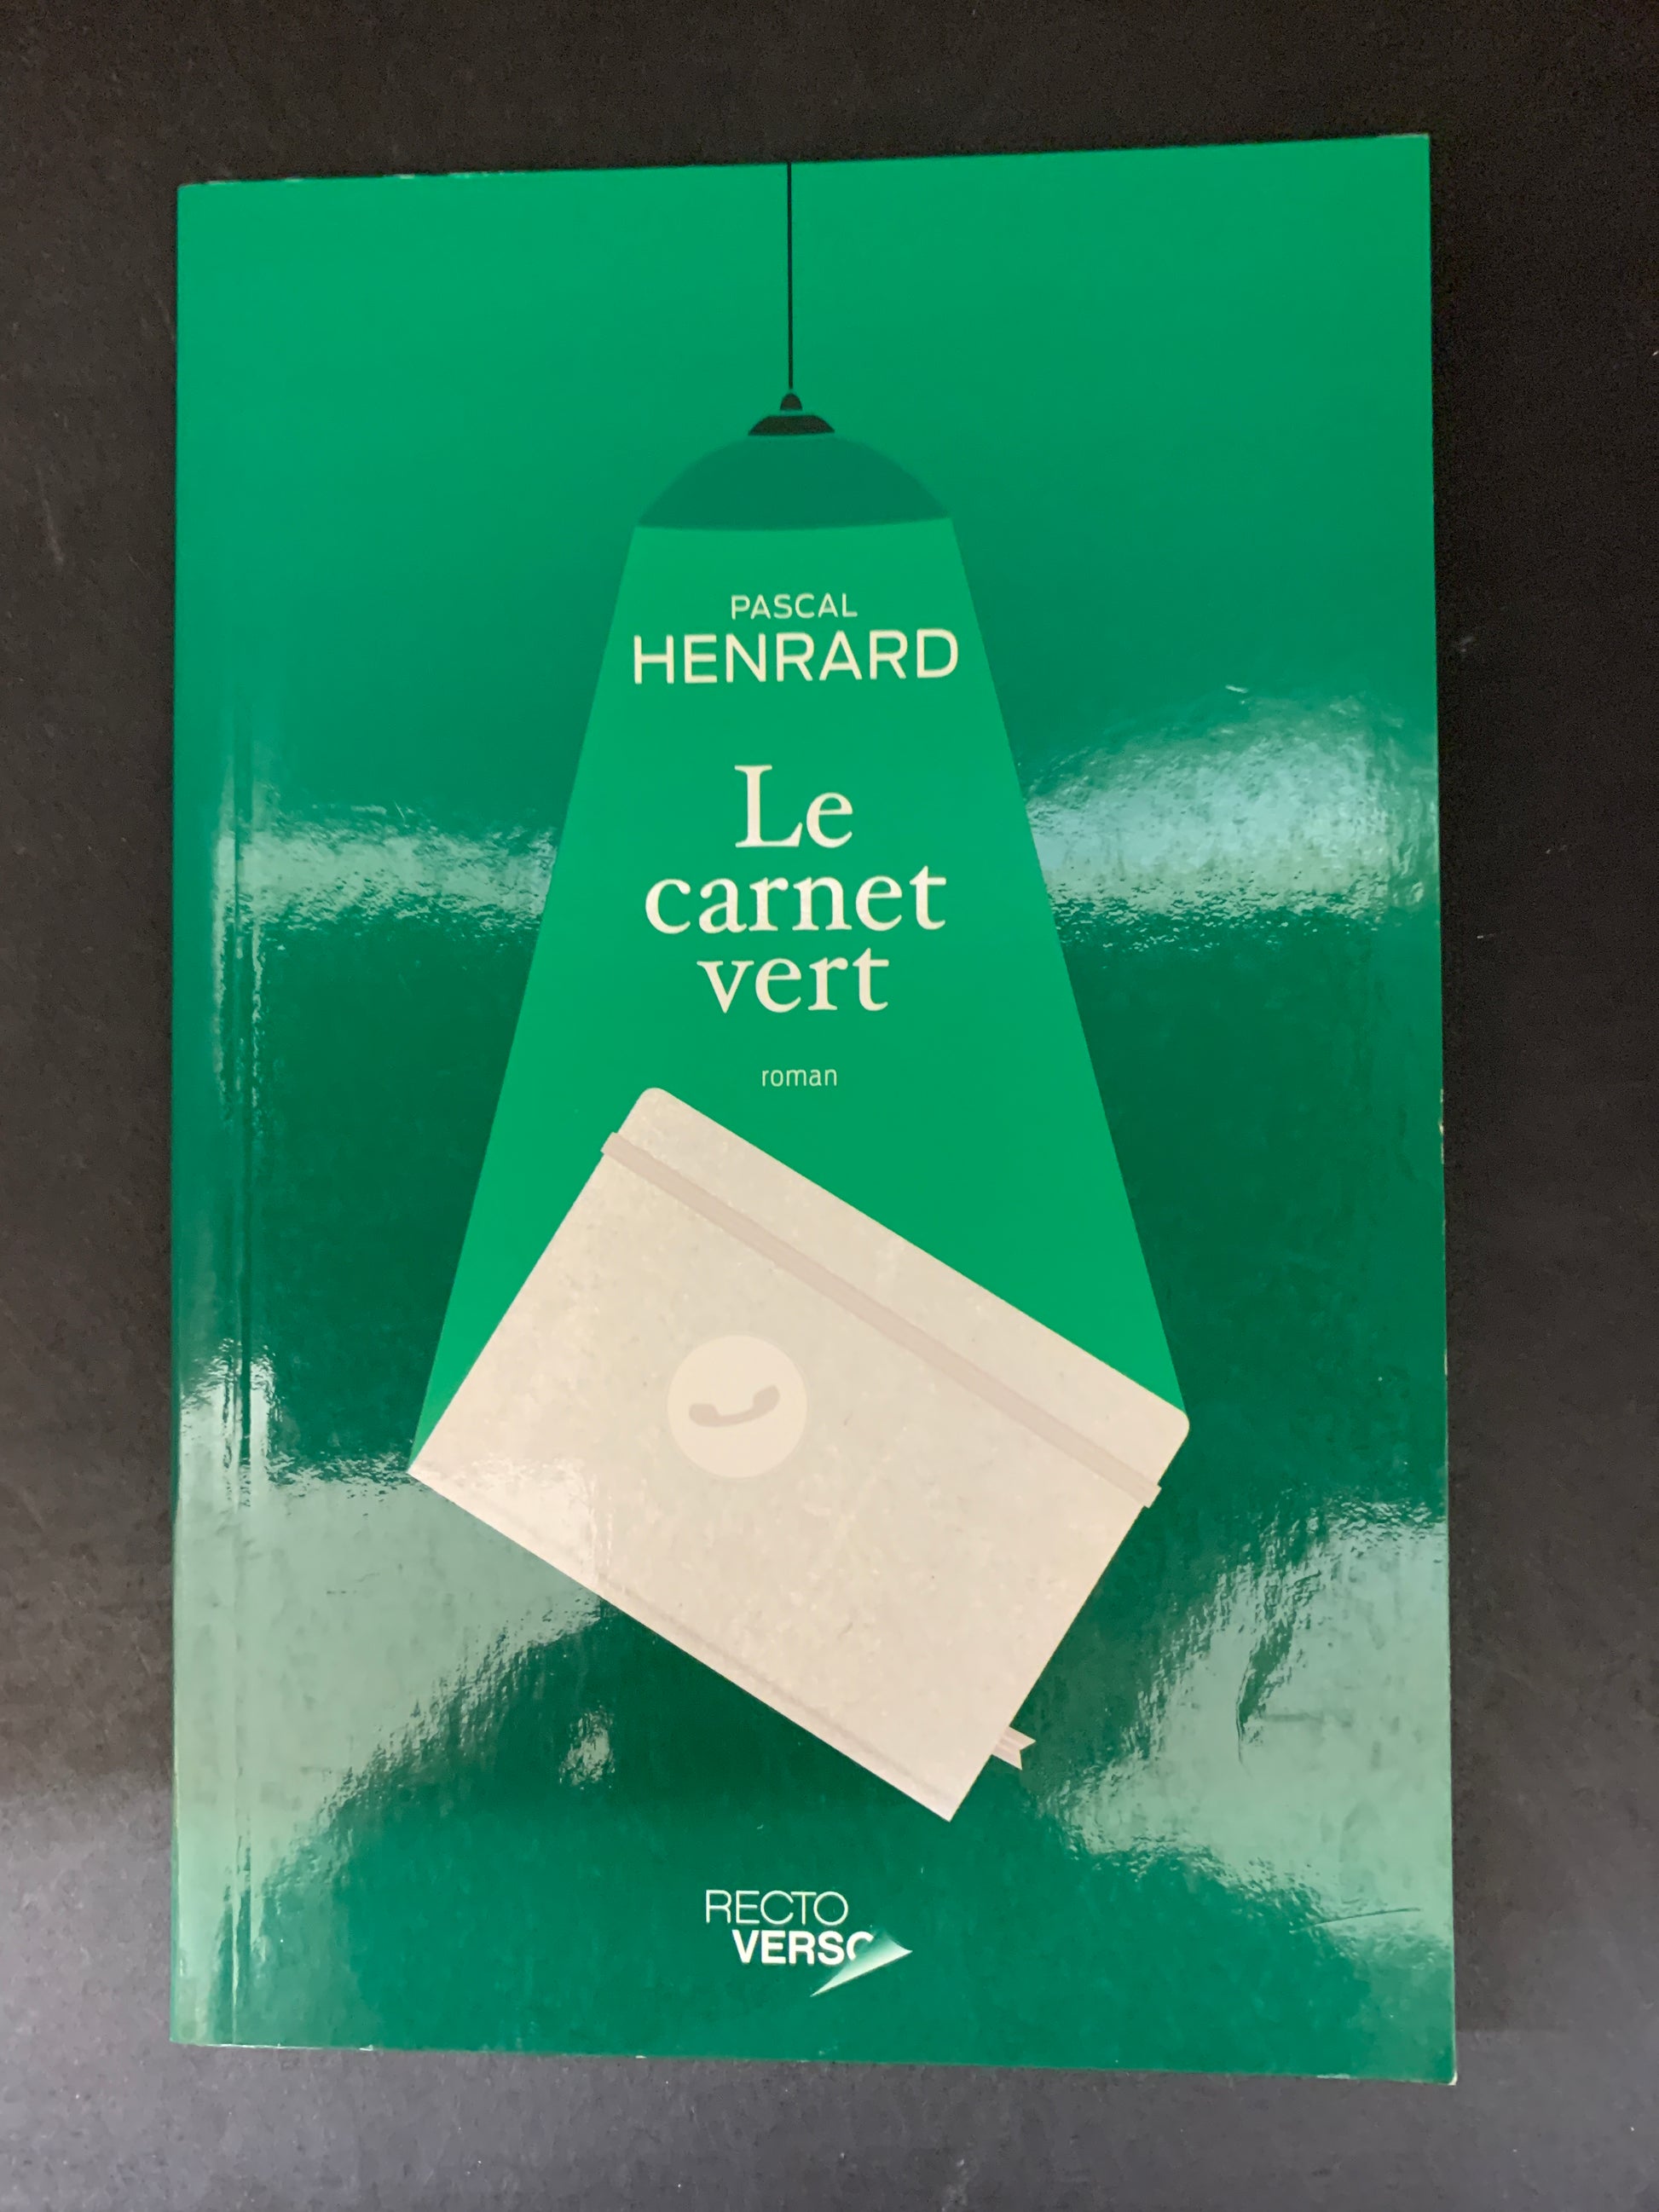 PASCAL
HENRARD
Le
carnet
vert
roman
RECTO
VERSO